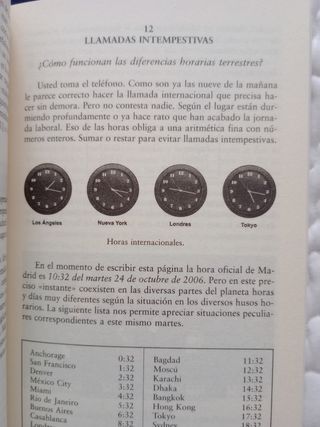 12
LLAMADAS INTEMPESTIVAS
¿Cómo funcionan las diferencias horarias terrestres?
Usted toma el teléfono. Como son ya las nueve de la mañana
le parece correcto hacer la llamada internacional que precisa ha-
cer sin demora. Pero no contesta nadie. Según el lugar están dur-
miendo profundamente o ya hace rato que han acabado la jorna-
da laboral. Eso de las horas obliga a una aritmética fina con nú-
meros enteros. Sumar o restar para evitar llamadas intempestivas.
Los Ángeles
Nueva York
Londres
Tokyo
Horas internacionales.
En el momento de escribir esta página la hora oficial de Ma-
drid es 10:32 del martes 24 de octubre de 2006. Pero en este pre-
ciso «instante» coexisten en las diversas partes del planeta horas
y días muy diferentes según la situación en los diversos husos ho-
rarios. La siguiente lista nos permite apreciar situaciones peculia-
res correspondientes a este mismo martes.
Anchorage 0:32 Bagdad 11:32
San Francisco 1:32 Moscú 12:32
Denver 2:32 Karachi 13:32
México City 3:32 Dhaka 14:32
Miami 4:32 Bangkok 15:32
Río de Janeiro 5:32 Hong Kong 16:32
Buenos Aires 6:32 Tokyo 17:32
Casablanca 8:32 Sydney 18:32